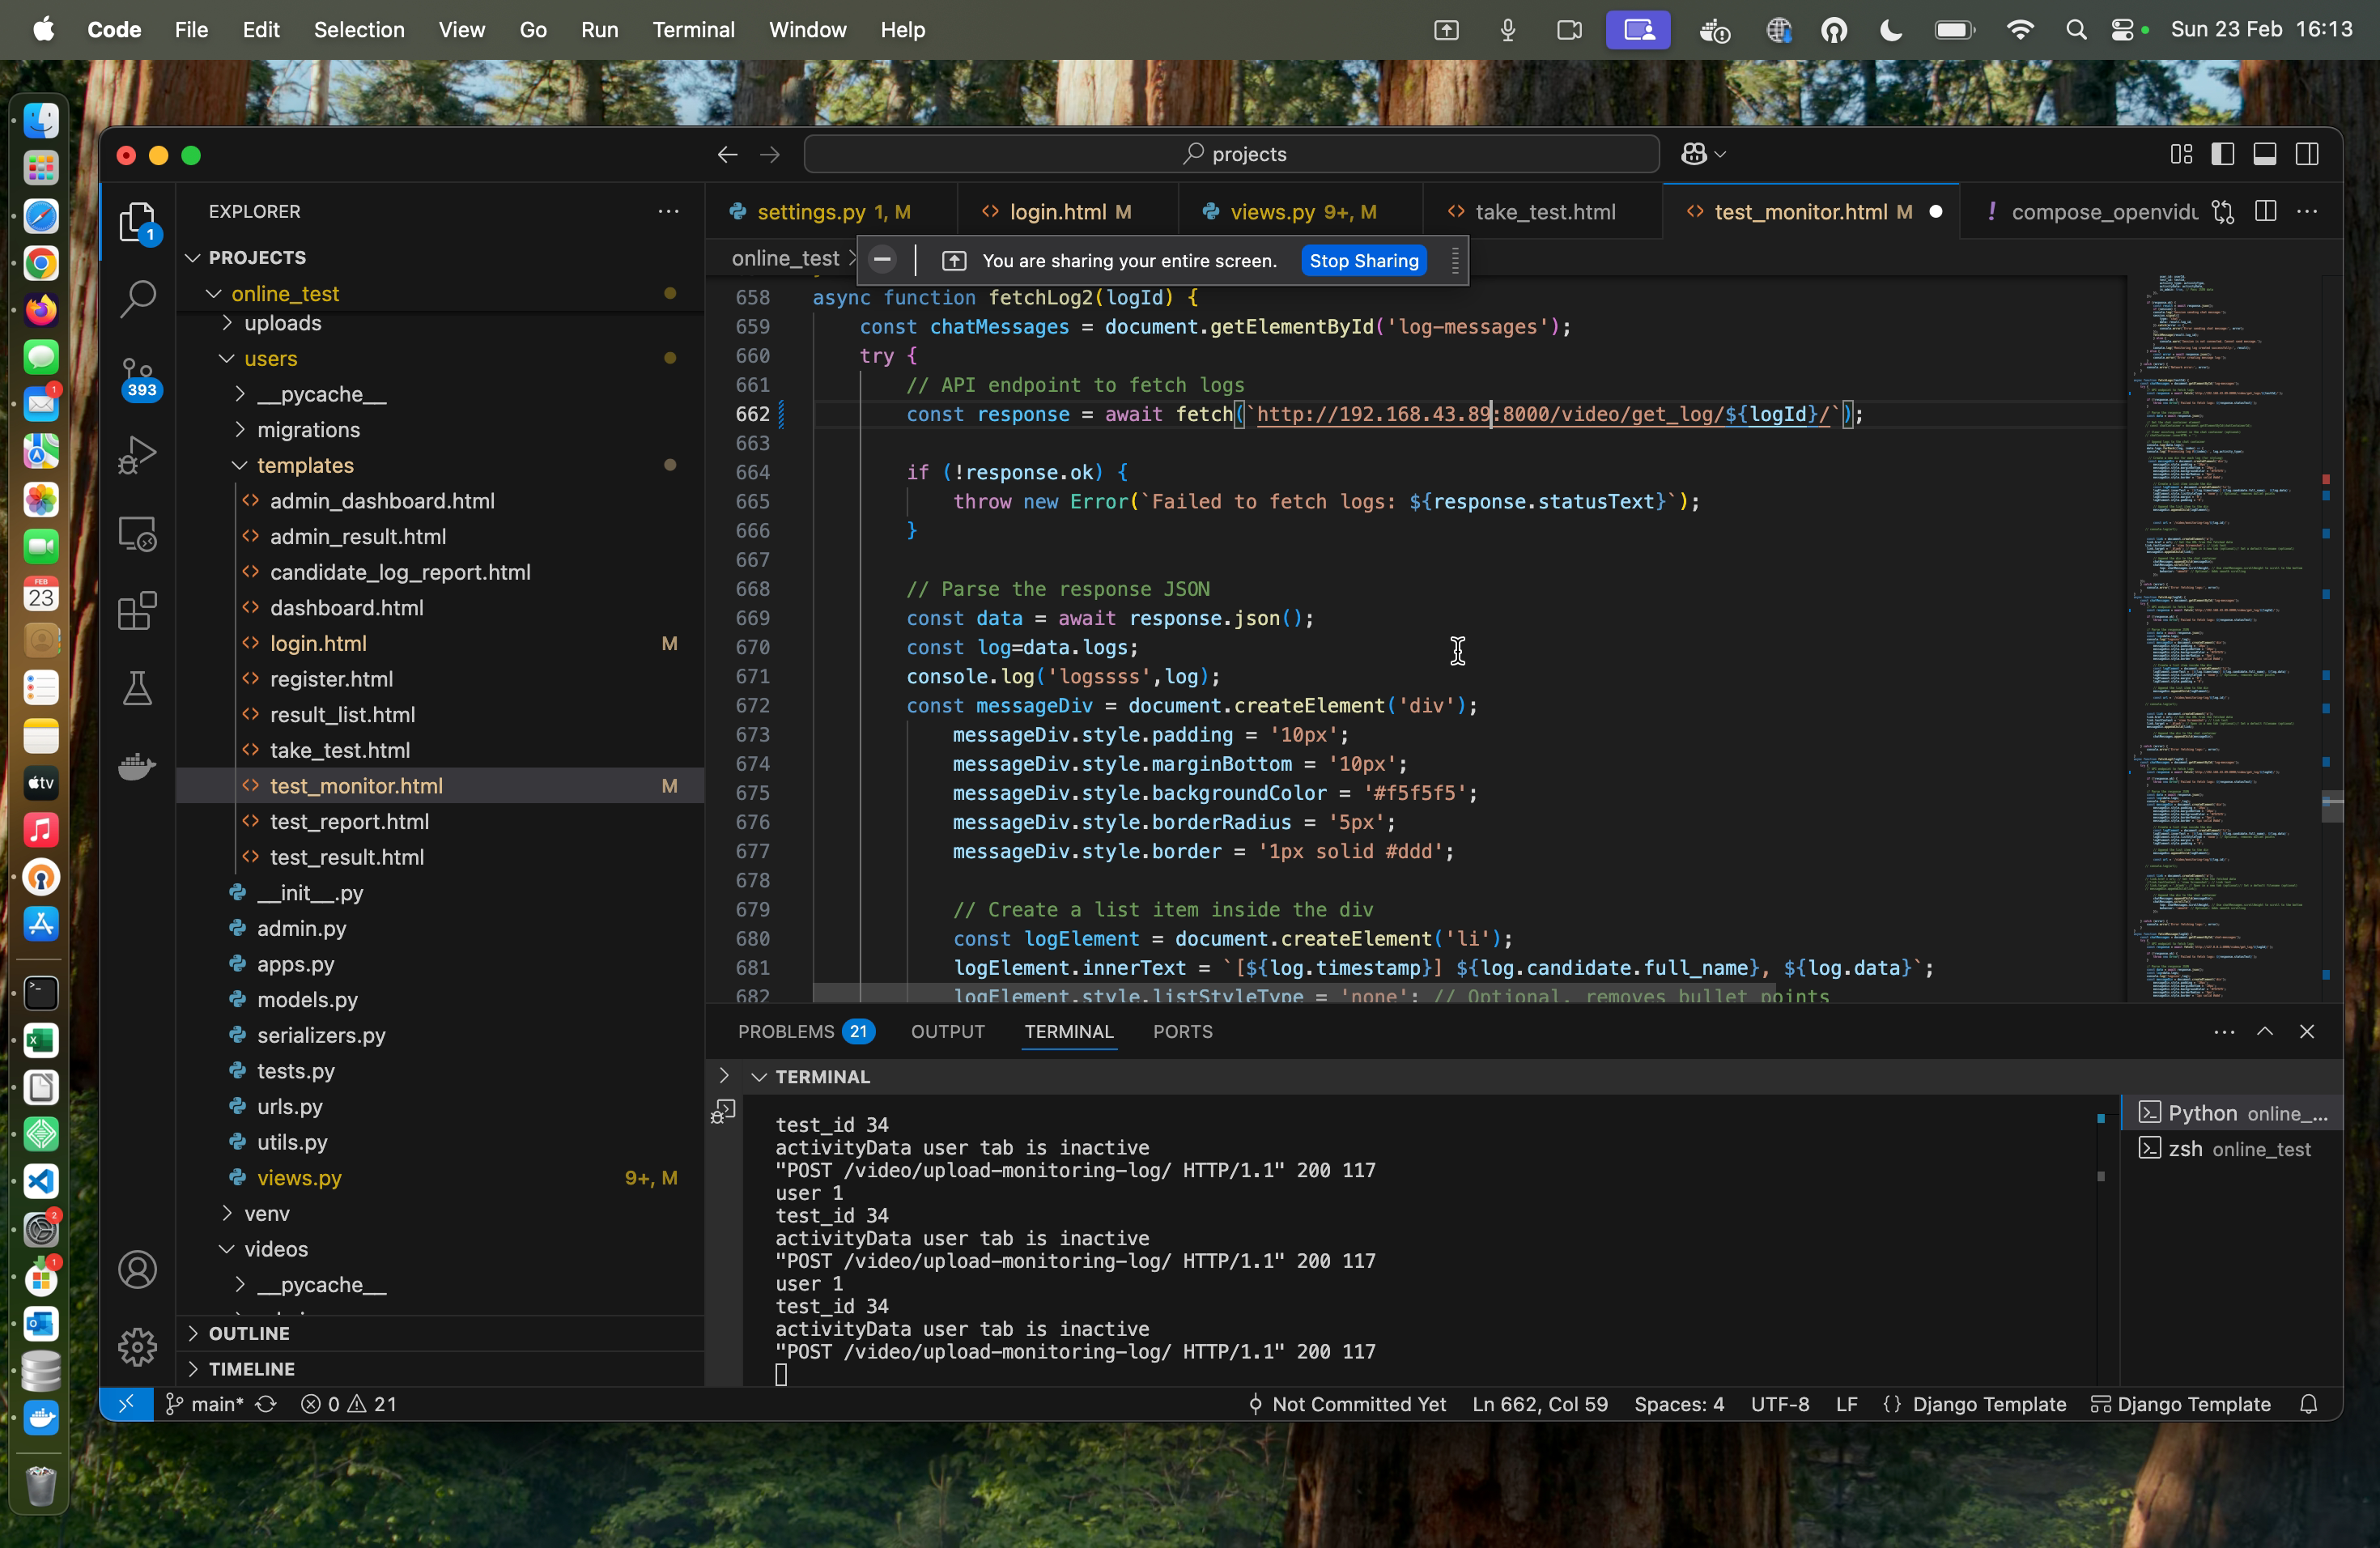 Code File Edit Selection View Go Run Terminal Window Help Sun 23 Feb 16:13
projects
EXPLORER
settings.py 1, M
login.html M
views.py 9+, M
take_test.html
test_monitor.html M
compose_openvidu
online_test >
You are sharing your entire screen. Stop Sharing
1
393
PROJECTS
online_test
uploads
users
__pycache__
migrations
templates
admin_dashboard.html
admin_result.html
candidate_log_report.html
dashboard.html
login.html M
register.html
result_list.html
take_test.html
test_monitor.html M
test_report.html
test_result.html
__init__.py
admin.py
apps.py
models.py
serializers.py
tests.py
urls.py
utils.py
views.py 9+, M
venv
videos
__pycache__
OUTLINE
TIMELINE
658 async function fetchLog2(logId) {
659 const chatMessages = document.getElementById('log-messages');
660 try {
661 // API endpoint to fetch logs
662 const response = await fetch(`http://192.168.43.89:8000/video/get_log/${logId}/`);
663
664 if (!response.ok) {
665 throw new Error(`Failed to fetch logs: ${response.statusText}`);
666 }
667
668 // Parse the response JSON
669 const data = await response.json();
670 const log=data.logs;
671 console.log('logssss',log);
672 const messageDiv = document.createElement('div');
673 messageDiv.style.padding = '10px';
674 messageDiv.style.marginBottom = '10px';
675 messageDiv.style.backgroundColor = '#f5f5f5';
676 messageDiv.style.borderRadius = '5px';
677 messageDiv.style.border = '1px solid #ddd';
678
679 // Create a list item inside the div
680 const logElement = document.createElement('li');
681 logElement.innerText = `[${log.timestamp}] ${log.candidate.full_name}, ${log.data}`;
682 logElement.style.listStyleType = 'none'; // Optional, removes bullet points
PROBLEMS 21 OUTPUT TERMINAL PORTS
TERMINAL
test_id 34
activityData user tab is inactive
"POST /video/upload-monitoring-log/ HTTP/1.1" 200 117
user 1
test_id 34
activityData user tab is inactive
"POST /video/upload-monitoring-log/ HTTP/1.1" 200 117
user 1
test_id 34
activityData user tab is inactive
"POST /video/upload-monitoring-log/ HTTP/1.1" 200 117
Python online_...
zsh online_test
main* 0 21 Not Committed Yet Ln 662, Col 59 Spaces: 4 UTF-8 LF {} Django Template Django Template
1
FEB
23
tv
2
1